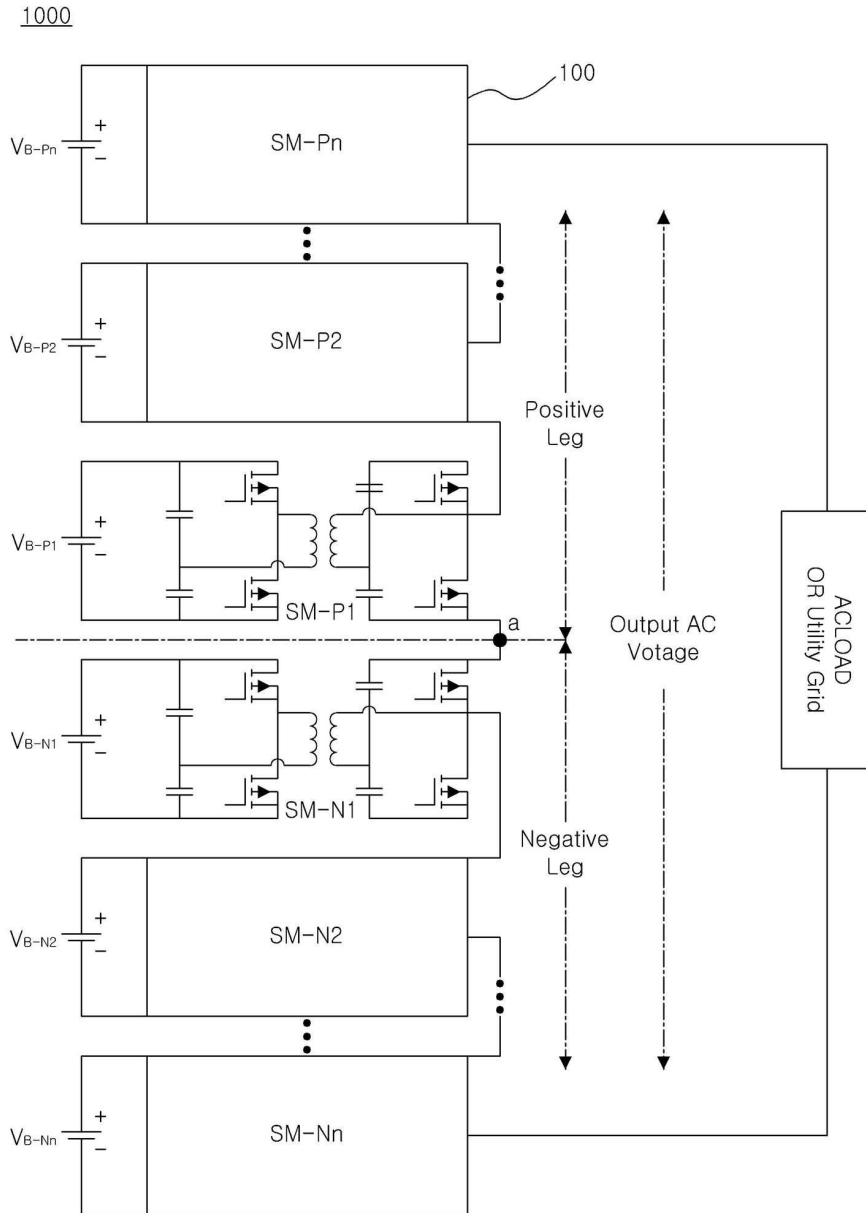 1000
100
SM-Pn
VB-Pn
+
−
SM-P2
VB-P2
+
−
Positive
Leg
VB-P1
+
−
SM-P1
a
Output AC
Votage
ACLOAD
OR Utility Grid
VB-N1
+
−
SM-N1
Negative
Leg
SM-N2
VB-N2
+
−
SM-Nn
VB-Nn
+
−